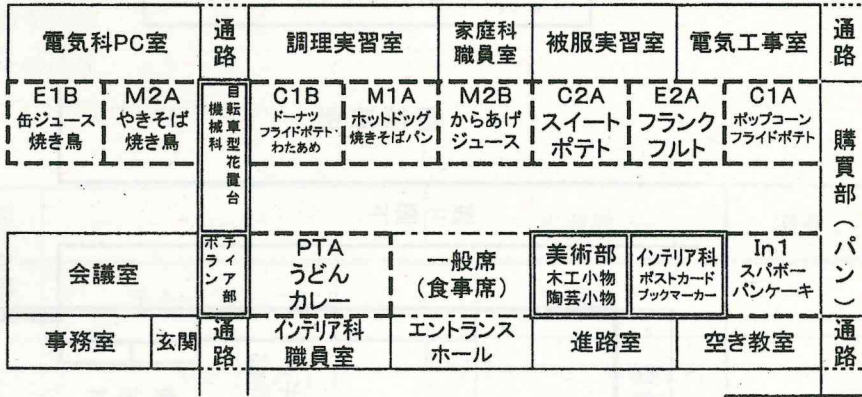 電気科PC室
通路
調理実習室
家庭科
職員室
被服実習室
電気工事室
通路
E1B
缶ジュース
焼き鳥
M2A
やきそば
焼き鳥
自転車型花置台
機械科
C1B
ドーナツ
フライドポテト・
わたあめ
M1A
ホットドッグ
焼きそばパン
M2B
からあげ
ジュース
C2A
スイート
ポテト
E2A
フランク
フルト
C1A
ポップコーン
フライドポテト
購買部(パン)
会議室
ボラン
ティア部
PTA
うどん
カレー
一般席
(食事席)
美術部
木工小物
陶芸小物
インテリア科
ポストカード
ブックマーカー
In1
スパボー
パンケーキ
事務室
玄関
通路
インテリア科
職員室
エントランス
ホール
進路室
空き教室
通路